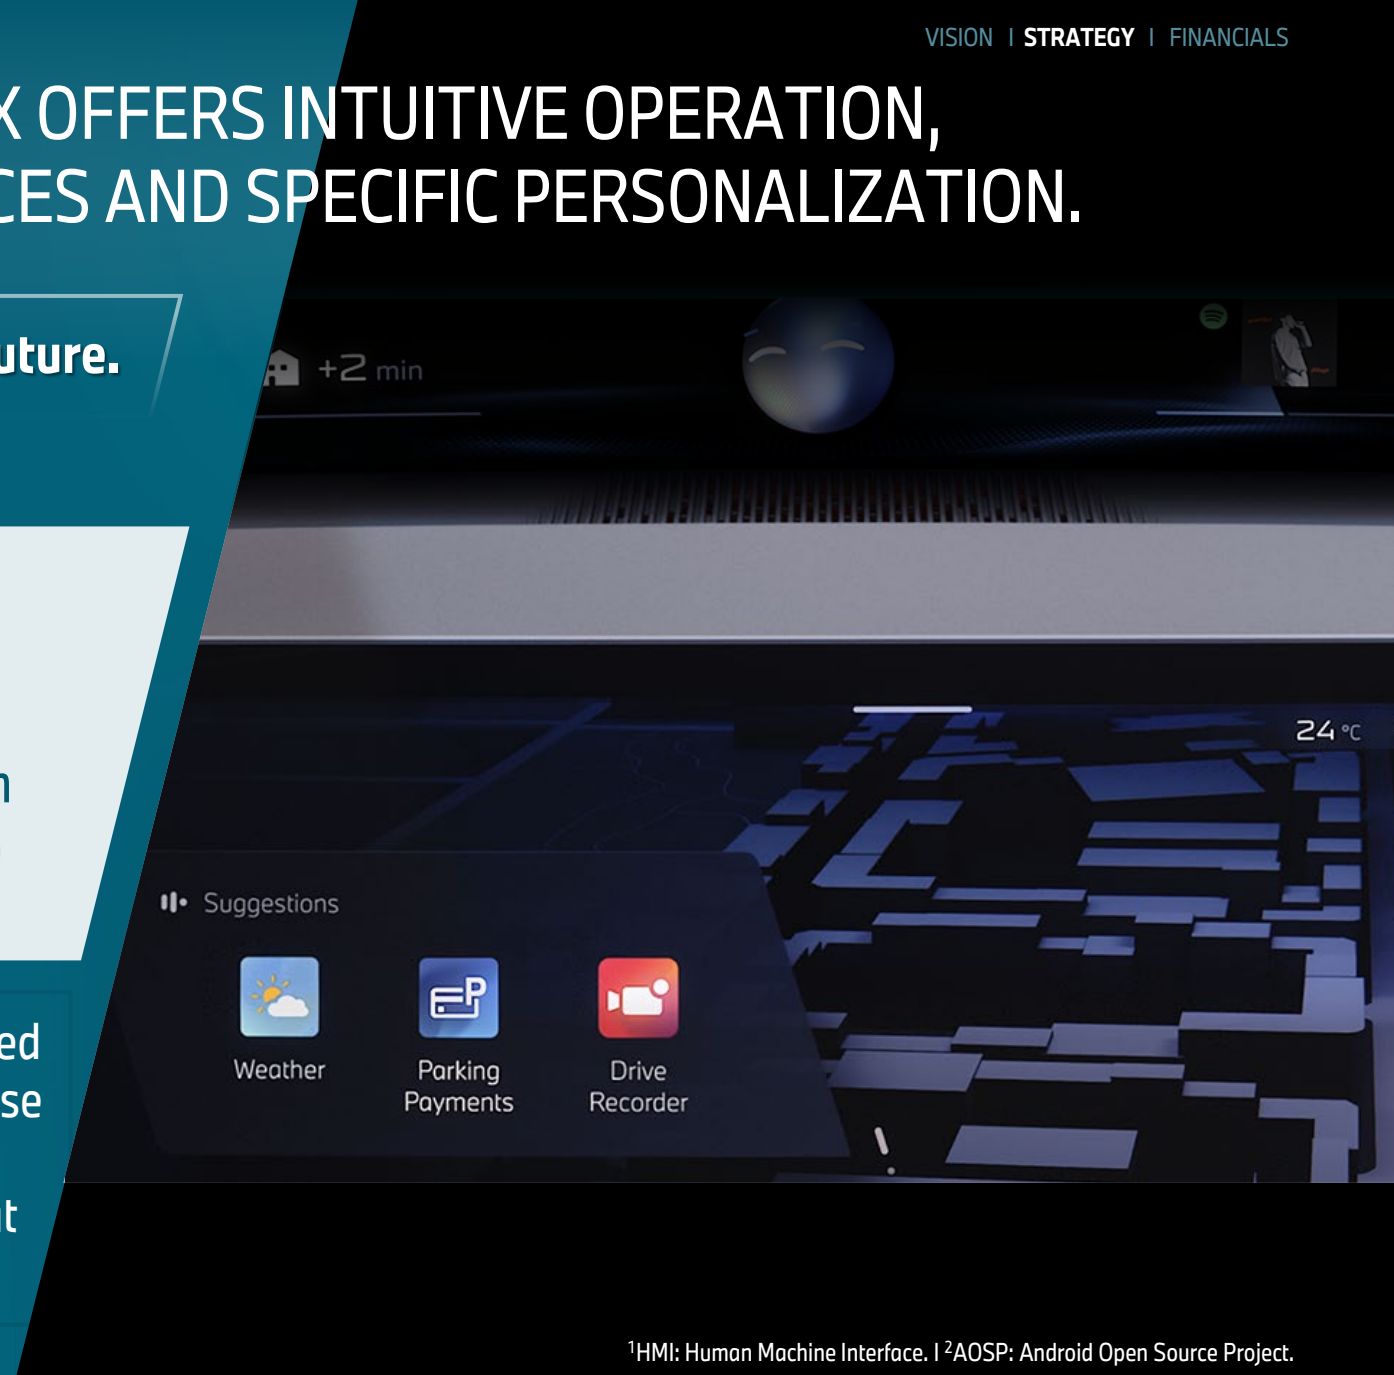 VISION I STRATEGY I FINANCIALS
X OFFERS INTUITIVE OPERATION,
CES AND SPECIFIC PERSONALIZATION.
uture.
+2 min
24 °C
Suggestions
Weather
Parking
Payments
Drive
Recorder
ed
se
t
¹HMI: Human Machine Interface. I ²AOSP: Android Open Source Project.